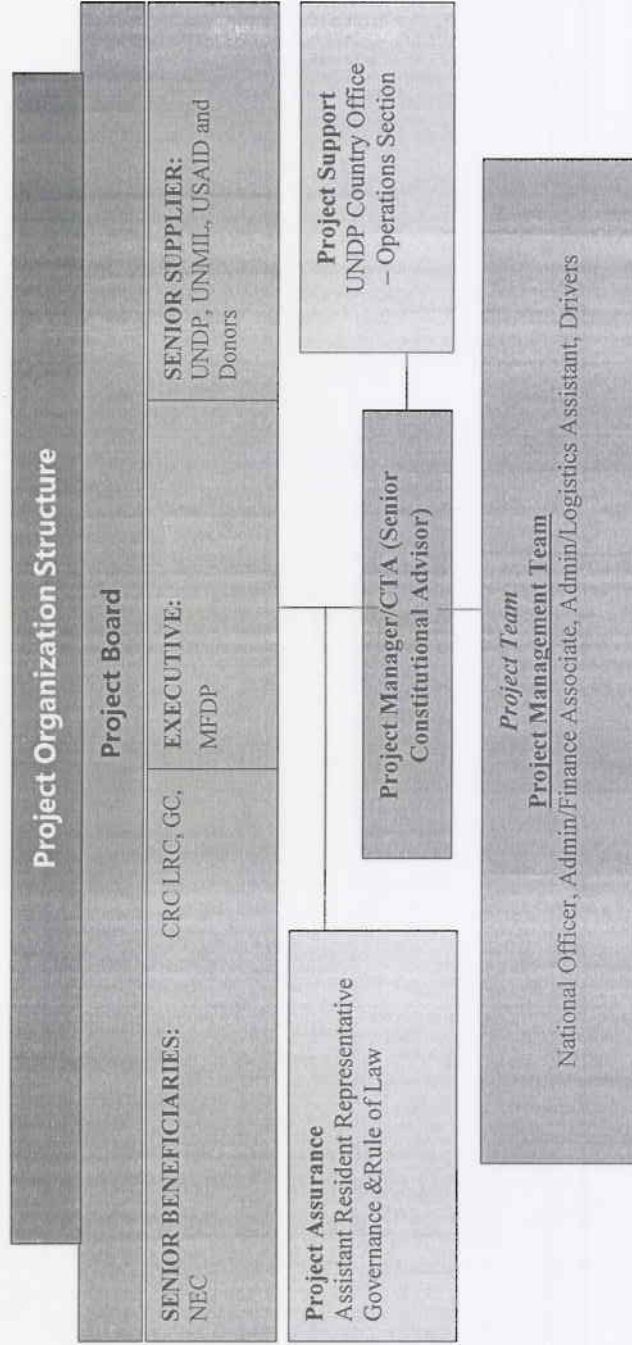 Project Organization Structure
Project Board
SENIOR BENEFICIARIES: CRC LRC, GC,
NEC
EXECUTIVE:
MFDP
SENIOR SUPPLIER:
UNDP, UNMIL, USAID and
Donors
Project Assurance
Assistant Resident Representative
Governance &Rule of Law
Project Manager/CTA (Senior
Constitutional Advisor)
Project Support
UNDP Country Office
– Operations Section
Project Team
Project Management Team
National Officer, Admin/Finance Associate, Admin/Logistics Assistant, Drivers